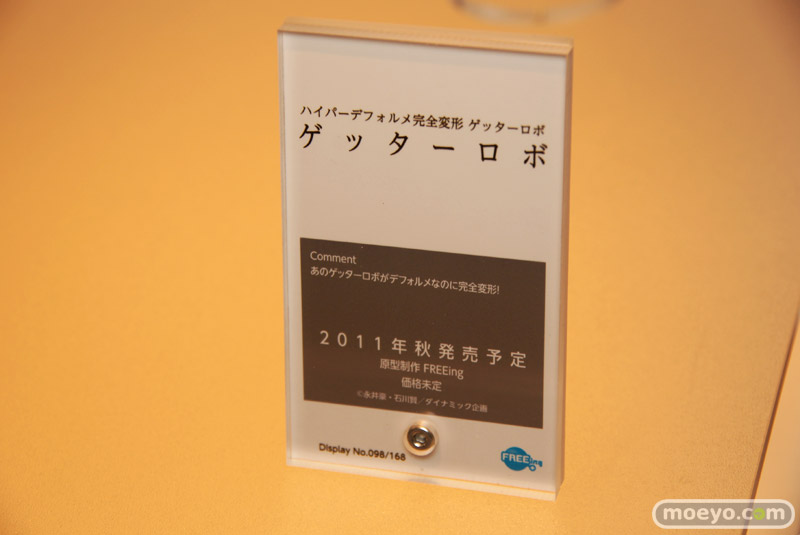 ハイパーデフォルメ完全変形 ゲッターロボ
ゲッターロボ
Comment
あのゲッターロボがデフォルメなのに完全変形!
2011年秋発売予定
原型制作 FREEing
価格未定
©永井豪・石川賢/ダイナミック企画
Display No.098/168
FREEing
moeyo.com